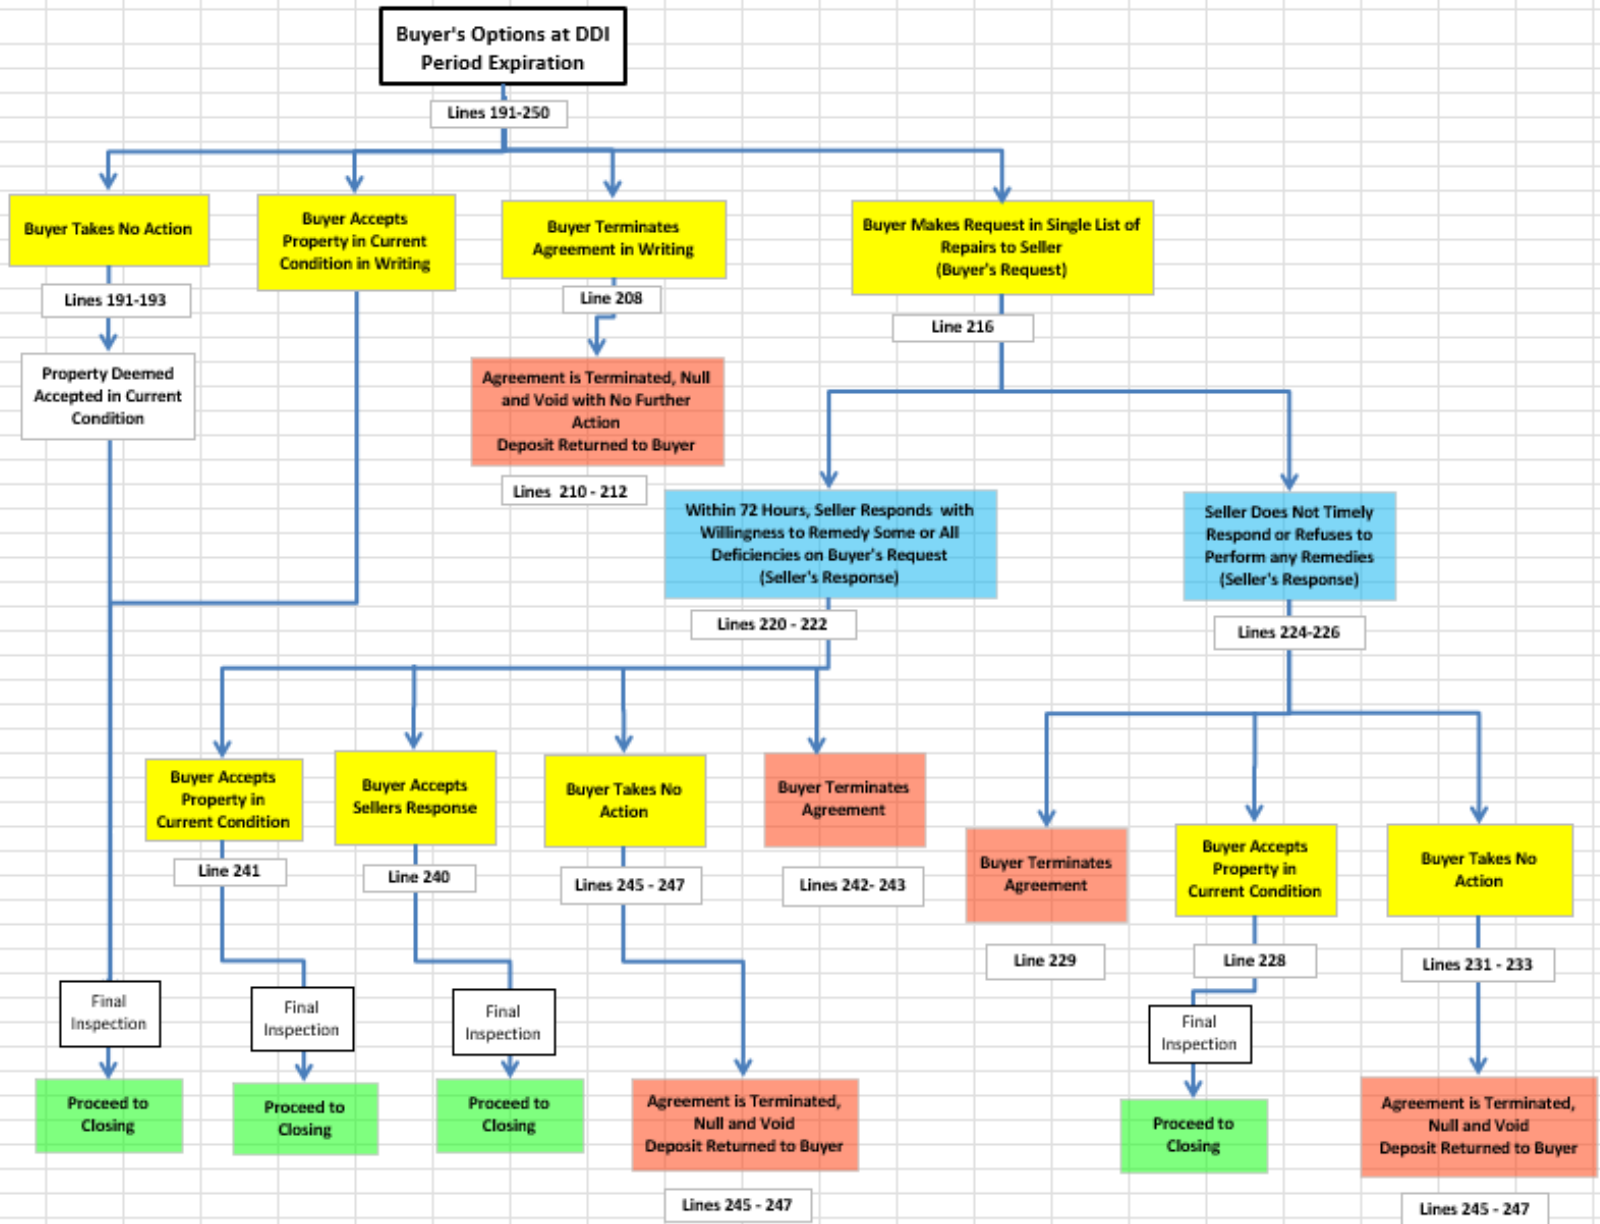 Buyer's Options at DDI
Period Expiration
Lines 191-250
Buyer Takes No Action
Lines 191-193
Property Deemed
Accepted in Current
Condition
Buyer Accepts
Property in Current
Condition in Writing
Buyer Terminates
Agreement in Writing
Line 208
Agreement is Terminated, Null
and Void with No Further
Action
Deposit Returned to Buyer
Lines 210 - 212
Buyer Makes Request in Single List of
Repairs to Seller
(Buyer's Request)
Line 216
Within 72 Hours, Seller Responds with
Willingness to Remedy Some or All
Deficiencies on Buyer's Request
(Seller's Response)
Lines 220 - 222
Seller Does Not Timely
Respond or Refuses to
Perform any Remedies
(Seller's Response)
Lines 224-226
Buyer Accepts
Property in
Current Condition
Line 241
Buyer Accepts
Sellers Response
Line 240
Buyer Takes No
Action
Lines 245 - 247
Buyer Terminates
Agreement
Lines 242- 243
Buyer Terminates
Agreement
Line 229
Buyer Accepts
Property in
Current Condition
Line 228
Buyer Takes No
Action
Lines 231 - 233
Final
Inspection
Proceed to
Closing
Final
Inspection
Proceed to
Closing
Final
Inspection
Proceed to
Closing
Agreement is Terminated,
Null and Void
Deposit Returned to Buyer
Lines 245 - 247
Final
Inspection
Proceed to
Closing
Agreement is Terminated,
Null and Void
Deposit Returned to Buyer
Lines 245 - 247